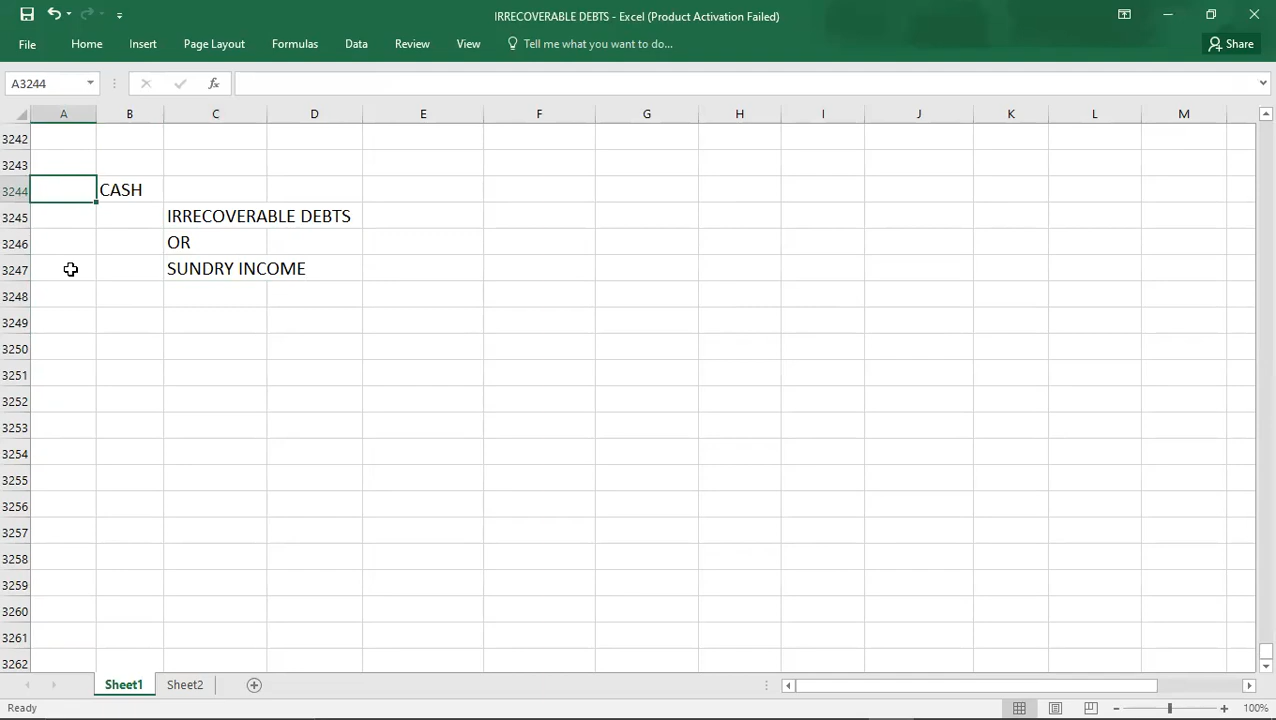 IRRECOVERABLE DEBTS - Excel (Product Activation Failed)
File Home Insert Page Layout Formulas Data Review View Tell me what you want to do... Share
A3244 fx
A B C D E F G H I J K L M
3242
3243
3244 CASH
3245 IRRECOVERABLE DEBTS
3246 OR
3247 SUNDRY INCOME
3248
3249
3250
3251
3252
3253
3254
3255
3256
3257
3258
3259
3260
3261
3262
Sheet1 Sheet2
Ready 100%